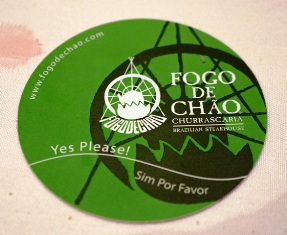 www.fogodechao.com
FOGODECHAO
FOGO
DE
CHÃO
CHURRASCARIA
BRAZILIAN STEAKHOUSE
Yes Please!
Sim Por Favor